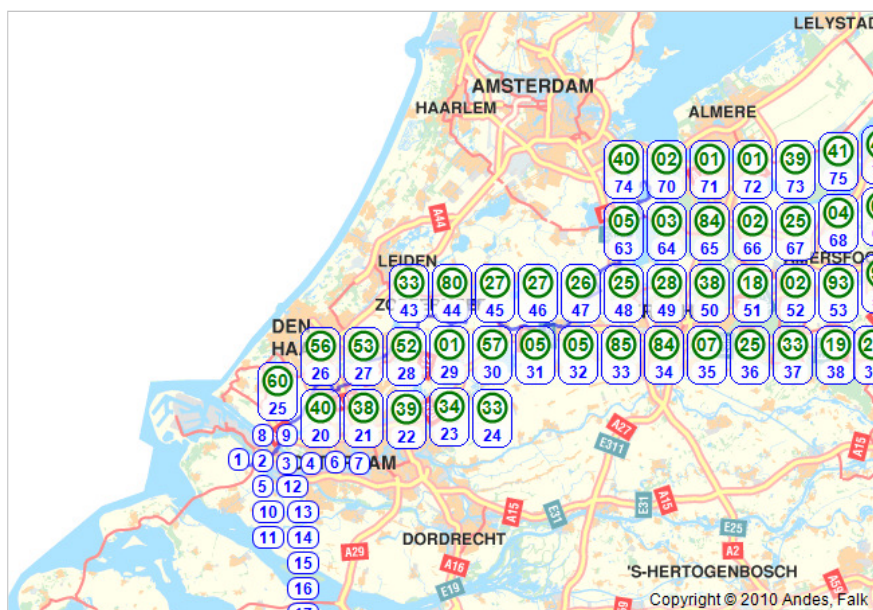 LELYSTAD
AMSTERDAM
HAARLEM
ALMERE
40 02 01 01 39 41
74 70 71 72 73 75
A44
05 03 84 02 25 04
63 64 65 66 67 68
LEIDEN
33 80 27 27 26 25 28 38 18 02 93
43 44 45 46 47 48 49 50 51 52 53
DEN
56 53 52 01 57 05 05 85 84 07 25 33 19
26 27 28 29 30 31 32 33 34 35 36 37 38
60
25
40 38 39 34 33
20 21 22 23 24
8 9
A27
E311
A15
1 2 3 4 6 7
5 12
10 13
A15 E31 E31 A15
11 14
E25
A29
DORDRECHT
A2
15
A16
'S-HERTOGENBOSCH
16
E19
A59
Copyright © 2010 Andes, Falk
17